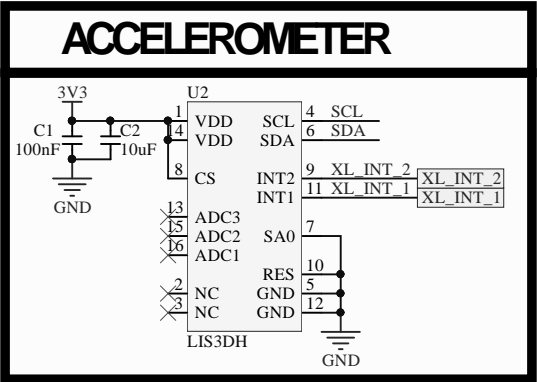 ACCELEROMETER
3V3
U2
1 VDD SCL 4 SCL
14 VDD SDA 6 SDA
C1 C2
100nF 10uF
8 CS INT2 9 XL_INT_2 XL_INT_2
INT1 11 XL_INT_1 XL_INT_1
GND
13 ADC3
15 ADC2 SA0 7
16 ADC1
RES 10
2 NC GND 5
3 NC GND 12
LIS3DH
GND